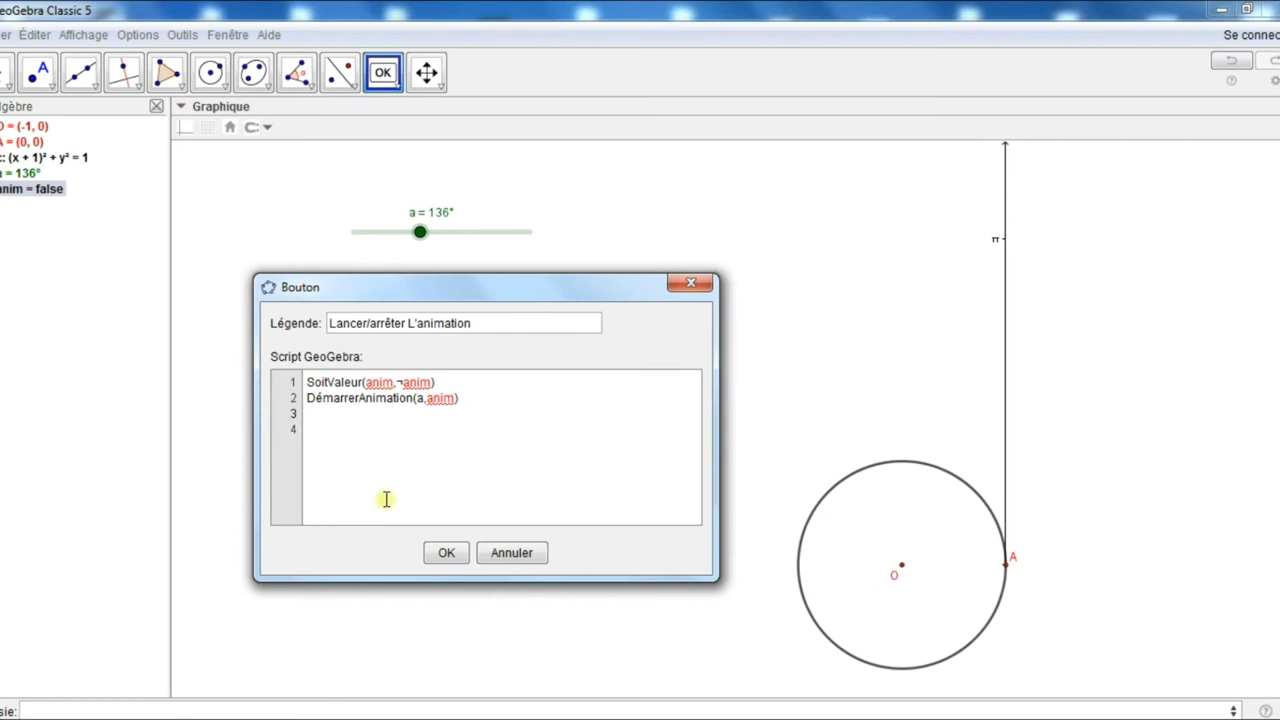 eoGebra Classic 5
er Éditer Affichage Options Outils Fenêtre Aide
Se connec
A
α
OK
gèbre
Graphique
O = (-1, 0)
A = (0, 0)
: (x + 1)² + y² = 1
a = 136°
anim = false
a = 136°
π
Bouton
Légende: Lancer/arrêter L'animation
Script GeoGebra:
1 SoitValeur(anim,¬anim)
2 DémarrerAnimation(a,anim)
3
4
OK Annuler
A
O
sie: